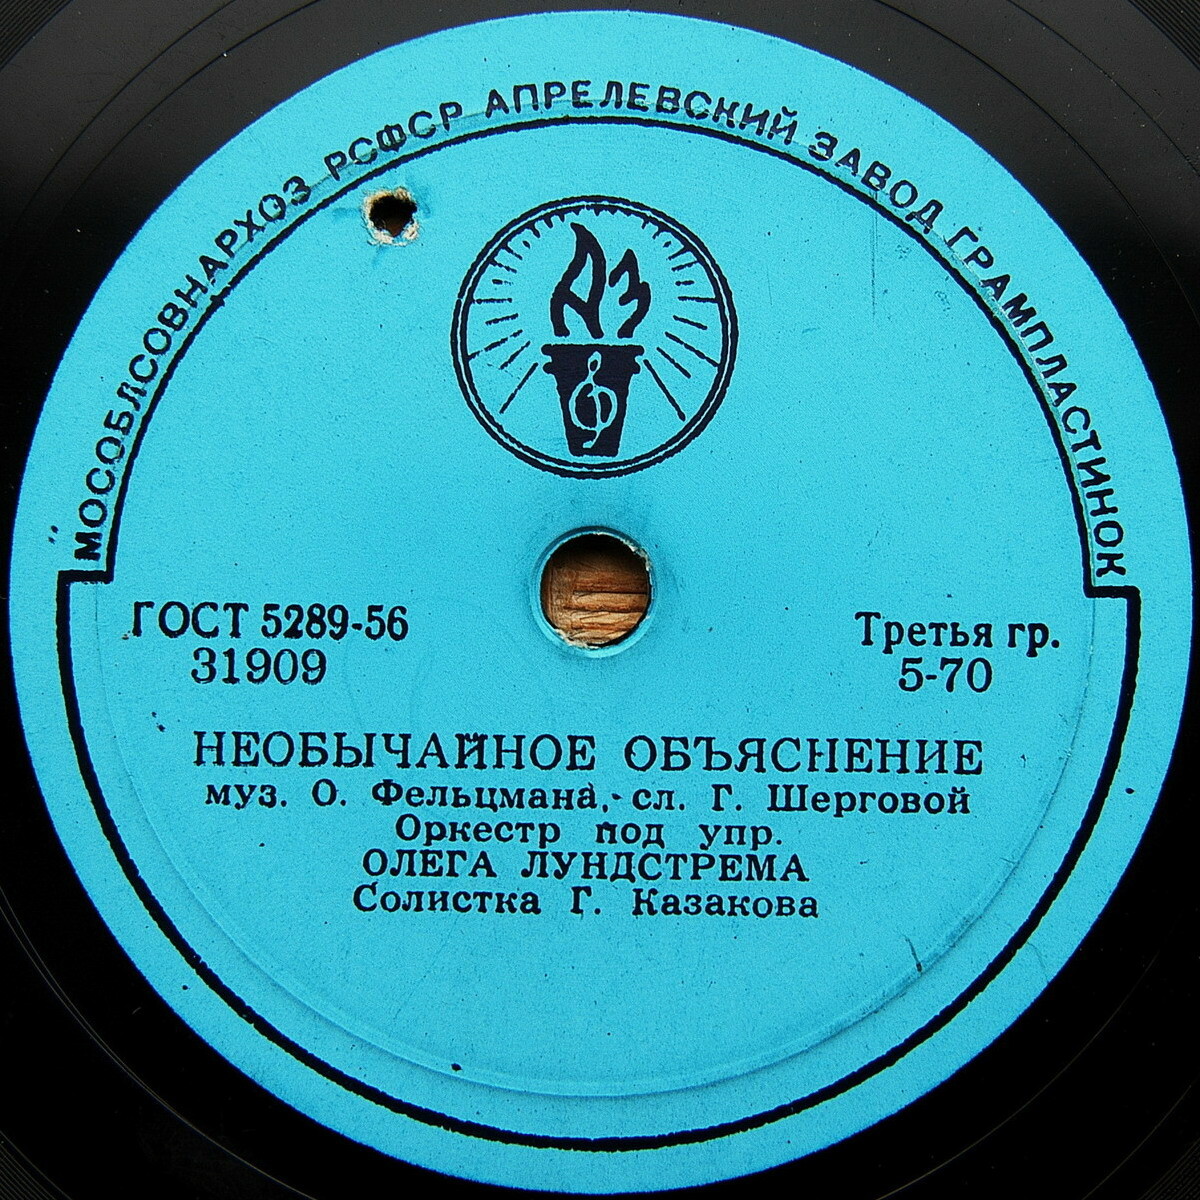 МОСОБЛСОВНАРХОЗ РСФСР АПРЕЛЕВСКИЙ ЗАВОД ГРАМПЛАСТИНОК
АЗ
ГОСТ 5289-56
31909
Третья гр.
5-70
НЕОБЫЧАЙНОЕ ОБЪЯСНЕНИЕ
муз. О. Фельцмана, сл. Г. Шерговой
Оркестр под упр.
ОЛЕГА ЛУНДСТРЕМА
Солистка Г. Казакова